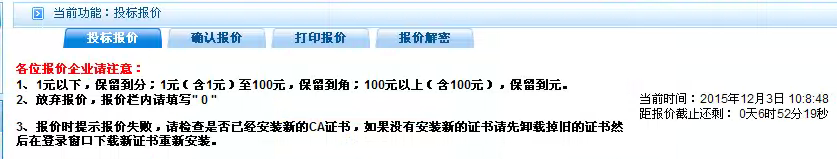 当前功能：投标报价
投标报价 确认报价 打印报价 报价解密
各位报价企业请注意：
1、1元以下，保留到分；1元（含1元）至100元，保留到角；100元以上（含100元），保留到元。
2、放弃报价，报价栏内请填写" 0 "
当前时间：2015年12月3日 10:8:48
距报价截止还剩： 0天6时52分19秒
3、报价时提示报价失败，请检查是否已经安装新的CA证书，如果没有安装新的证书请先卸载掉旧的证书然
后在登录窗口下载新证书重新安装。